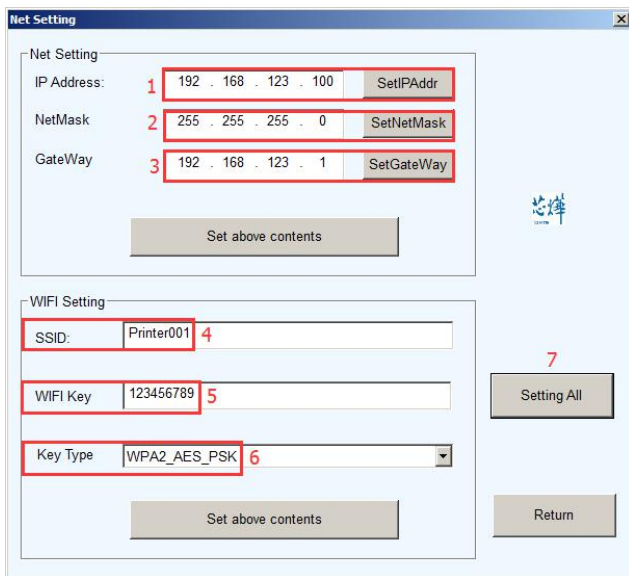 Net Setting
Net Setting
IP Address:
1
192 . 168 . 123 . 100
SetIPAddr
NetMask
2
255 . 255 . 255 . 0
SetNetMask
GateWay
3
192 . 168 . 123 . 1
SetGateWay
芯烨
Set above contents
WIFI Setting
SSID:
Printer001
4
7
WIFI Key
123456789
5
Setting All
Key Type
WPA2_AES_PSK
6
Set above contents
Return